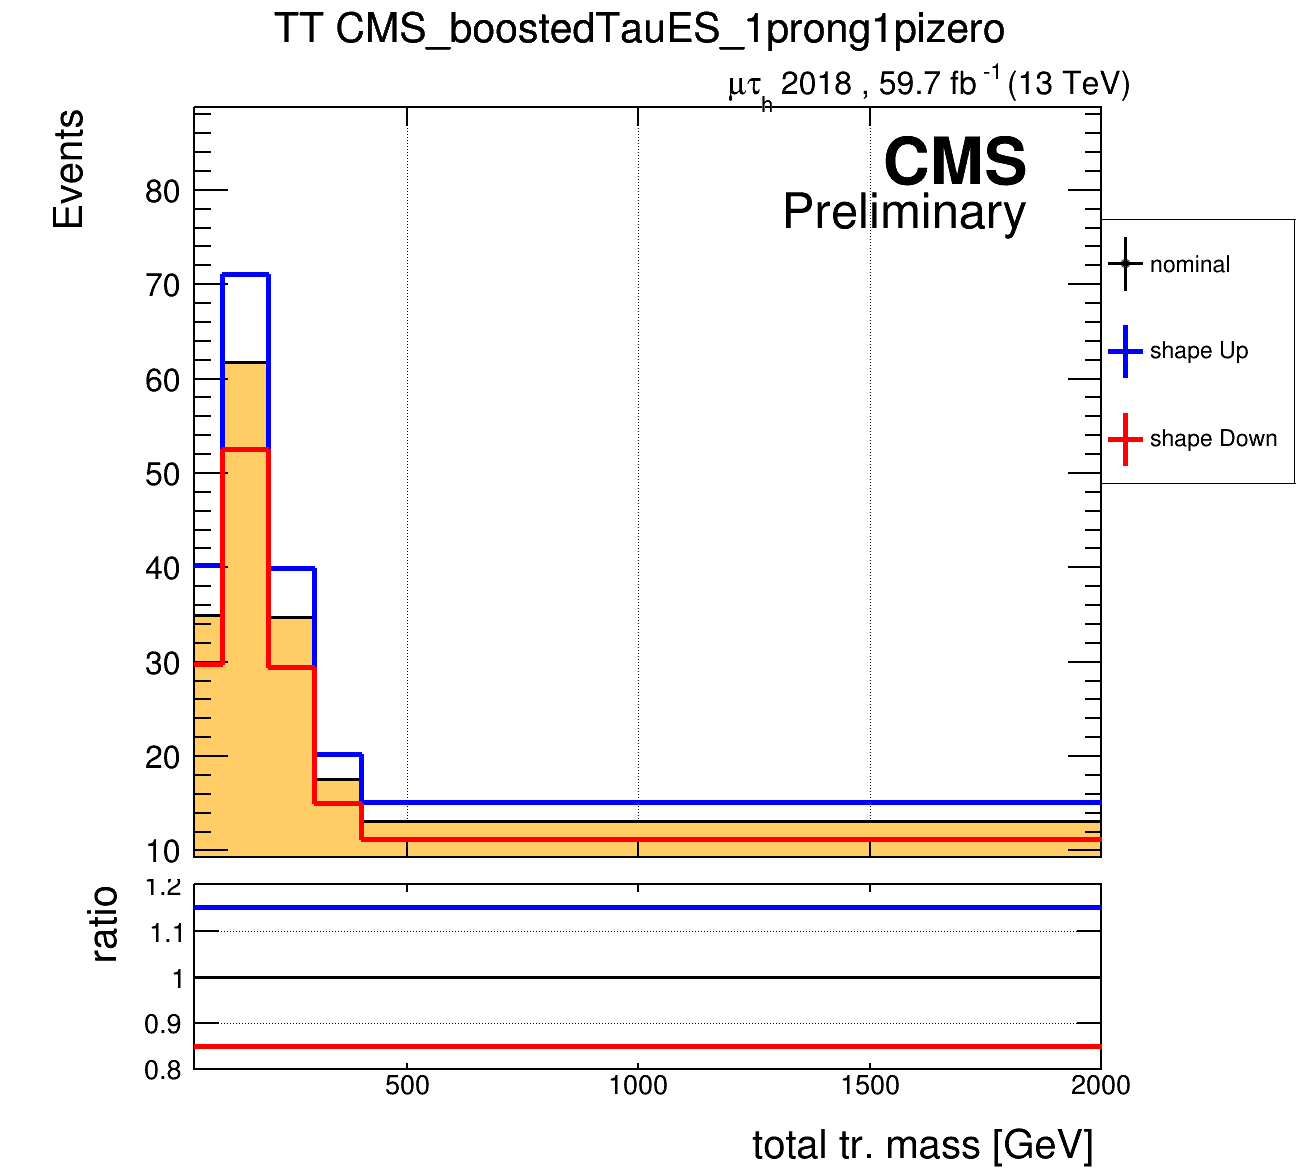 TT CMS_boostedTauES_1prong1pizero
μτh 2018 , 59.7 fb-1 (13 TeV)
CMS
Preliminary
Events
80
70
60
50
40
30
20
10
nominal
shape Up
shape Down
ratio
1.2
1.1
1
0.9
0.8
500 1000 1500 2000
total tr. mass [GeV]